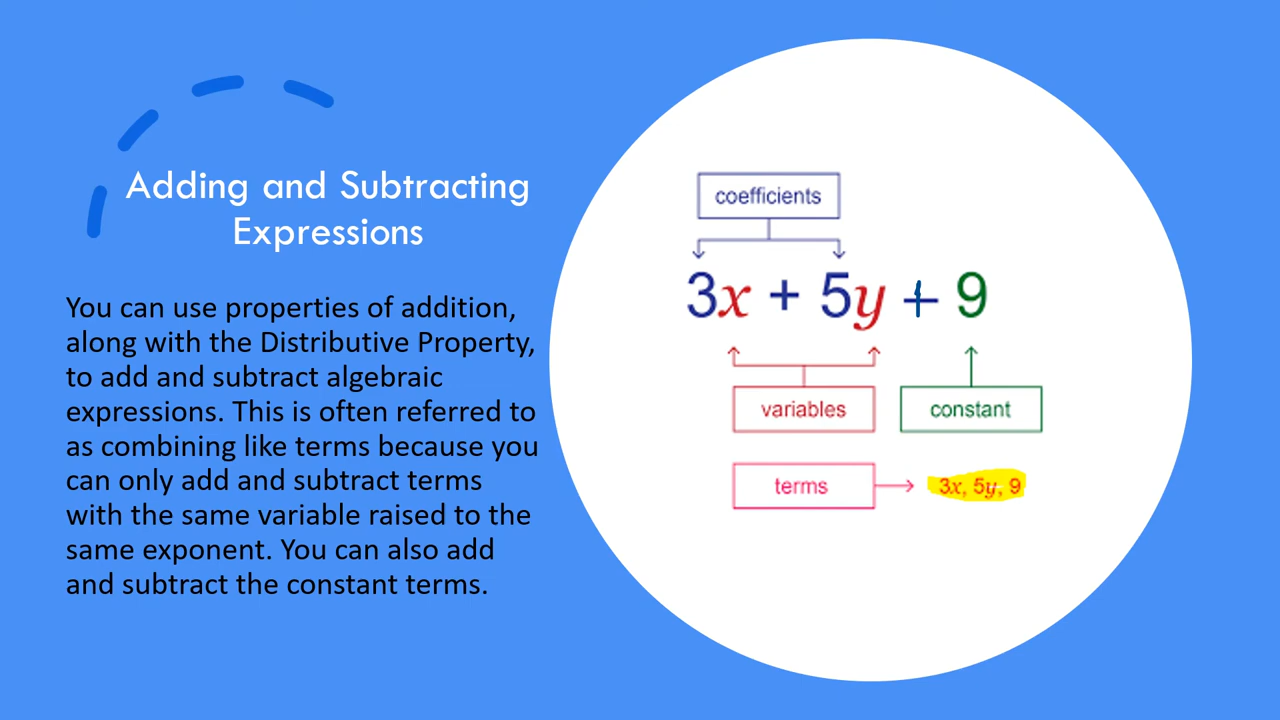 Adding and Subtracting
Expressions
You can use properties of addition,
along with the Distributive Property,
to add and subtract algebraic
expressions. This is often referred to
as combining like terms because you
can only add and subtract terms
with the same variable raised to the
same exponent. You can also add
and subtract the constant terms.
coefficients
3x + 5y + 9
variables
constant
terms
3x, 5y, 9